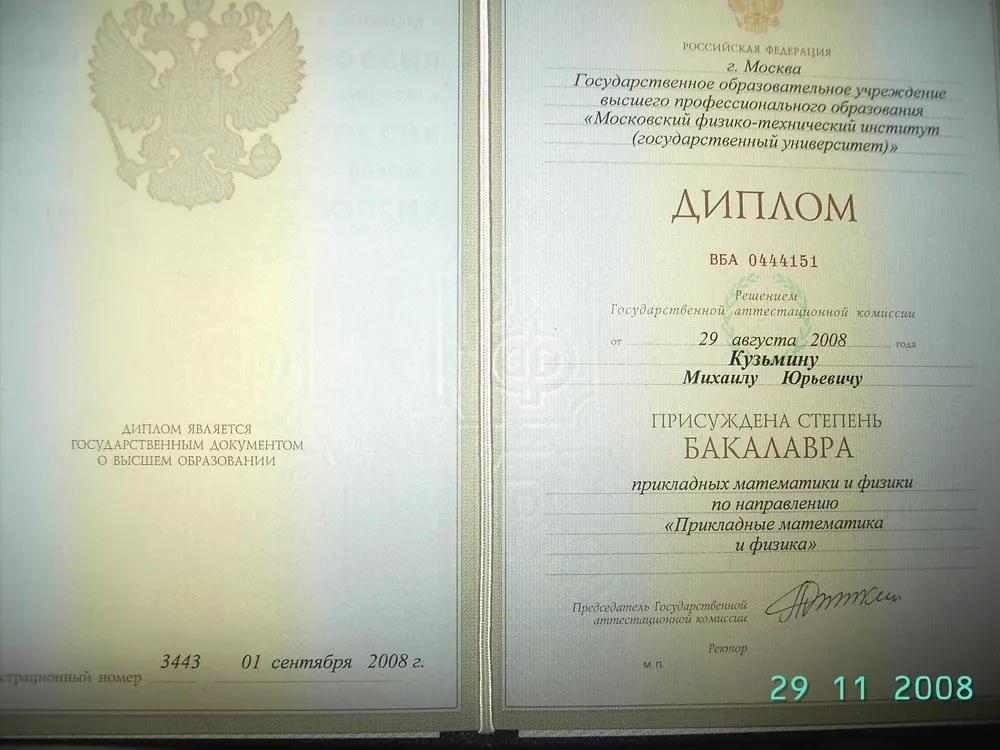 ДИПЛОМ ЯВЛЯЕТСЯ
ГОСУДАРСТВЕННЫМ ДОКУМЕНТОМ
О ВЫСШЕМ ОБРАЗОВАНИИ
3443 01 сентября 2008 г.
страционный номер
РОССИЙСКАЯ ФЕДЕРАЦИЯ
г. Москва
Государственное образовательное учреждение
высшего профессионального образования
«Московский физико-технический институт
(государственный университет)»
ДИПЛОМ
ВБА 0444151
Решением
Государственной аттестационной комиссии
от 29 августа 2008 года
Кузьмину
Михаилу Юрьевичу
ПРИСУЖДЕНА СТЕПЕНЬ
БАКАЛАВРА
прикладных математики и физики
по направлению
«Прикладные математика
и физика»
Председатель Государственной
аттестационной комиссии
Ректор
М.П.
29 11 2008